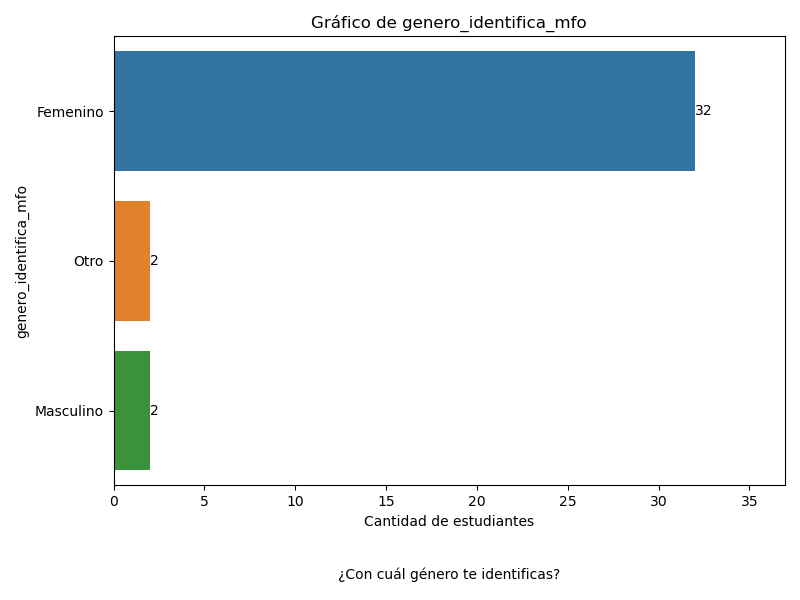 Gráfico de genero_identifica_mfo
genero_identifica_mfo
Femenino
32
Otro
2
Masculino
2
0 5 10 15 20 25 30 35
Cantidad de estudiantes
¿Con cuál género te identificas?